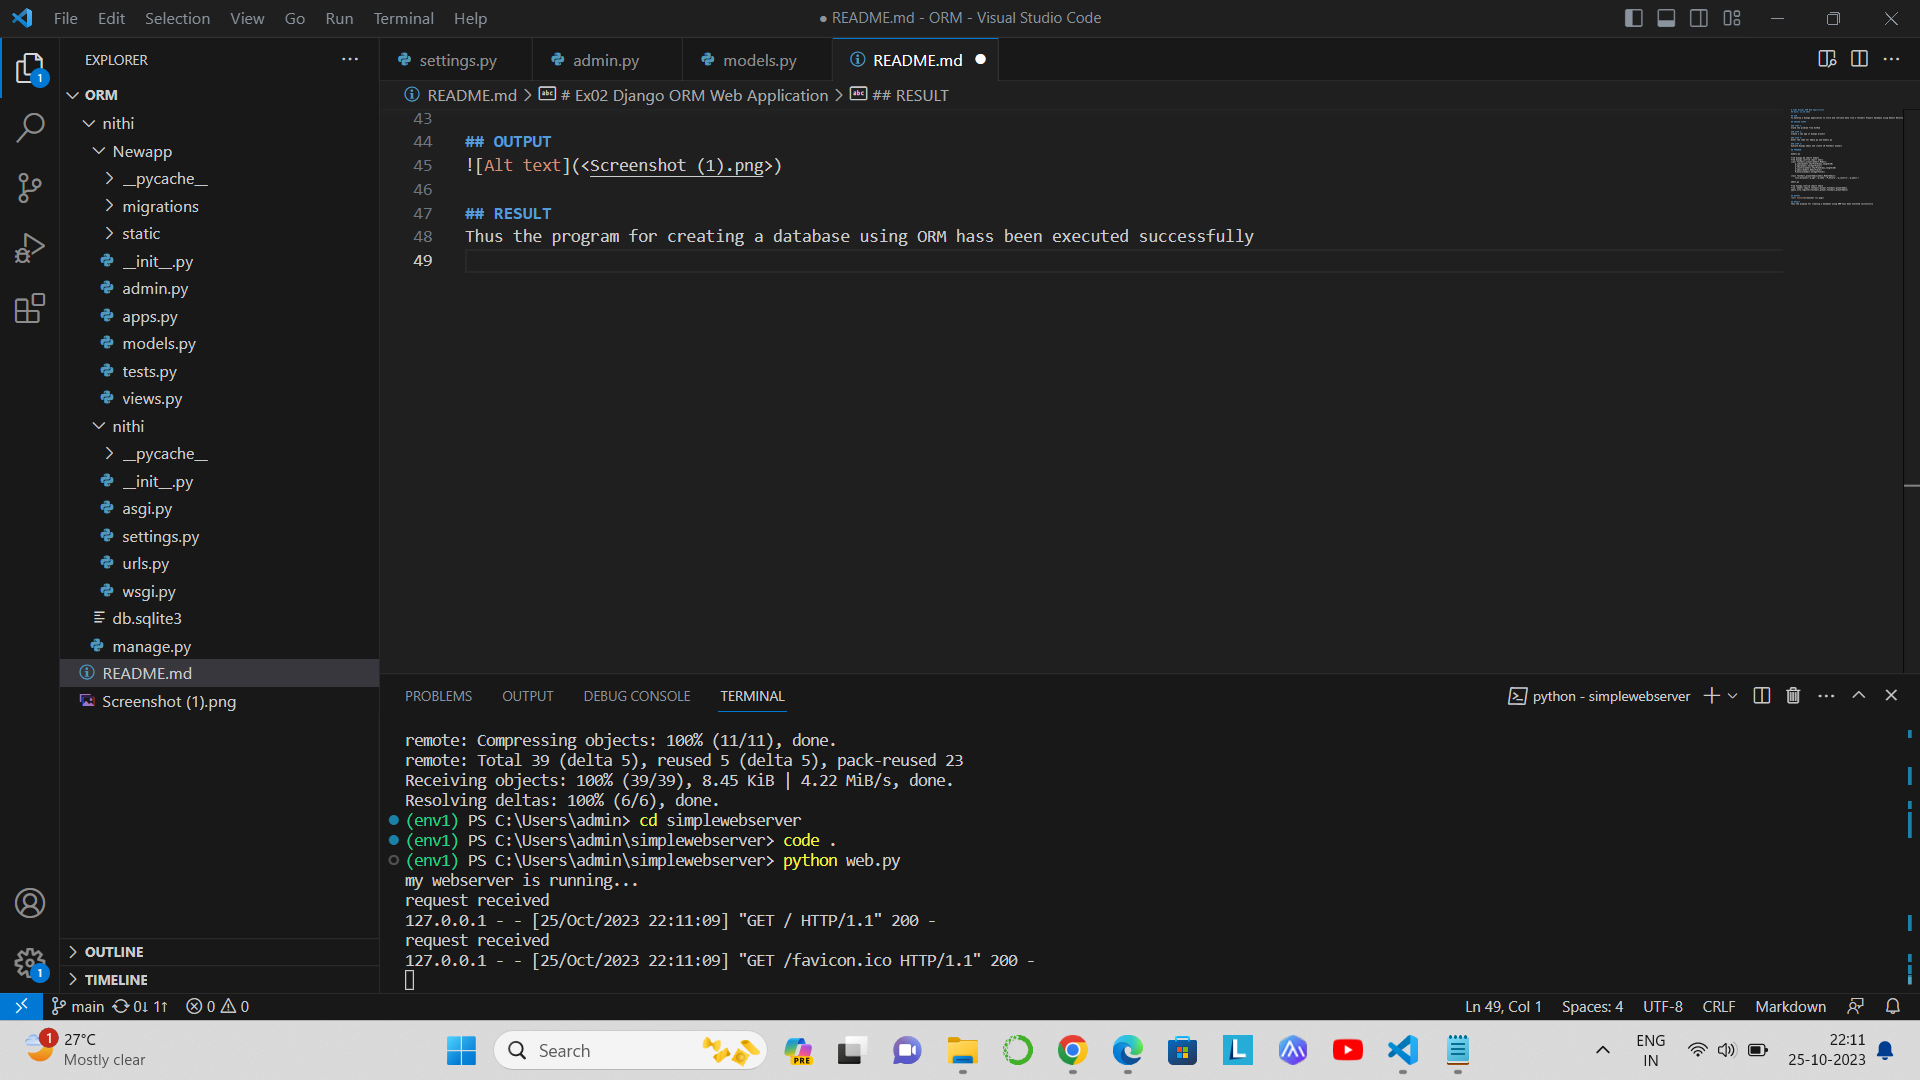 File Edit Selection View Go Run Terminal Help
● README.md - ORM - Visual Studio Code
EXPLORER
ORM
nithi
Newapp
__pycache__
migrations
static
__init__.py
admin.py
apps.py
models.py
tests.py
views.py
nithi
__pycache__
__init__.py
asgi.py
settings.py
urls.py
wsgi.py
db.sqlite3
manage.py
README.md
Screenshot (1).png
OUTLINE
TIMELINE
settings.py admin.py models.py README.md
README.md > # Ex02 Django ORM Web Application > ## RESULT
43
44 ## OUTPUT
45 ![Alt text](<Screenshot (1).png>)
46
47 ## RESULT
48 Thus the program for creating a database using ORM hass been executed successfully
49
PROBLEMS OUTPUT DEBUG CONSOLE TERMINAL
python - simplewebserver
remote: Compressing objects: 100% (11/11), done.
remote: Total 39 (delta 5), reused 5 (delta 5), pack-reused 23
Receiving objects: 100% (39/39), 8.45 KiB | 4.22 MiB/s, done.
Resolving deltas: 100% (6/6), done.
(env1) PS C:\Users\admin> cd simplewebserver
(env1) PS C:\Users\admin\simplewebserver> code .
(env1) PS C:\Users\admin\simplewebserver> python web.py
my webserver is running...
request received
127.0.0.1 - - [25/Oct/2023 22:11:09] "GET / HTTP/1.1" 200 -
request received
127.0.0.1 - - [25/Oct/2023 22:11:09] "GET /favicon.ico HTTP/1.1" 200 -
main 0↓ 1↑ 0 0
Ln 49, Col 1 Spaces: 4 UTF-8 CRLF Markdown
1 27°C
Mostly clear
Search
PRE
ENG
IN
22:11
25-10-2023